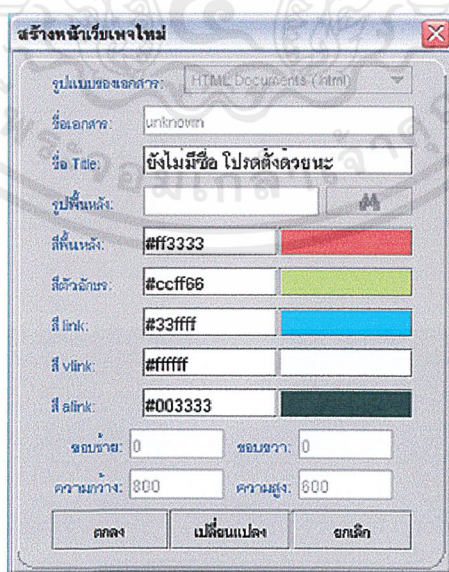 สร้างหน้าเว็บเพจใหม่
รูปแบบของเอกสาร: HTML Documents (.html)
ชื่อเอกสาร: unknown
ชื่อ Title: ยังไม่มีชื่อ โปรดตั้งด้วยนะ
รูปพื้นหลัง:
สีพื้นหลัง: #ff3333
สีตัวอักษร: #ccff66
สี link: #33ffff
สี vlink: #ffffff
สี alink: #003333
ขอบซ้าย: 0 ขอบขวา: 0
ความกว้าง: 800 ความสูง: 600
ตกลง เปลี่ยนแปลง ยกเลิก